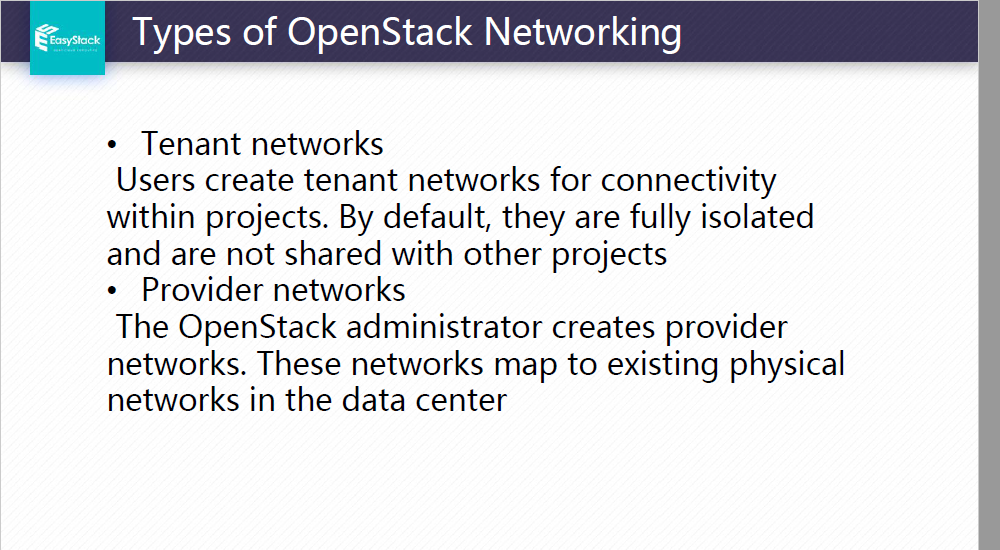 EasyStack
Types of OpenStack Networking
• Tenant networks
Users create tenant networks for connectivity
within projects. By default, they are fully isolated
and are not shared with other projects
• Provider networks
The OpenStack administrator creates provider
networks. These networks map to existing physical
networks in the data center